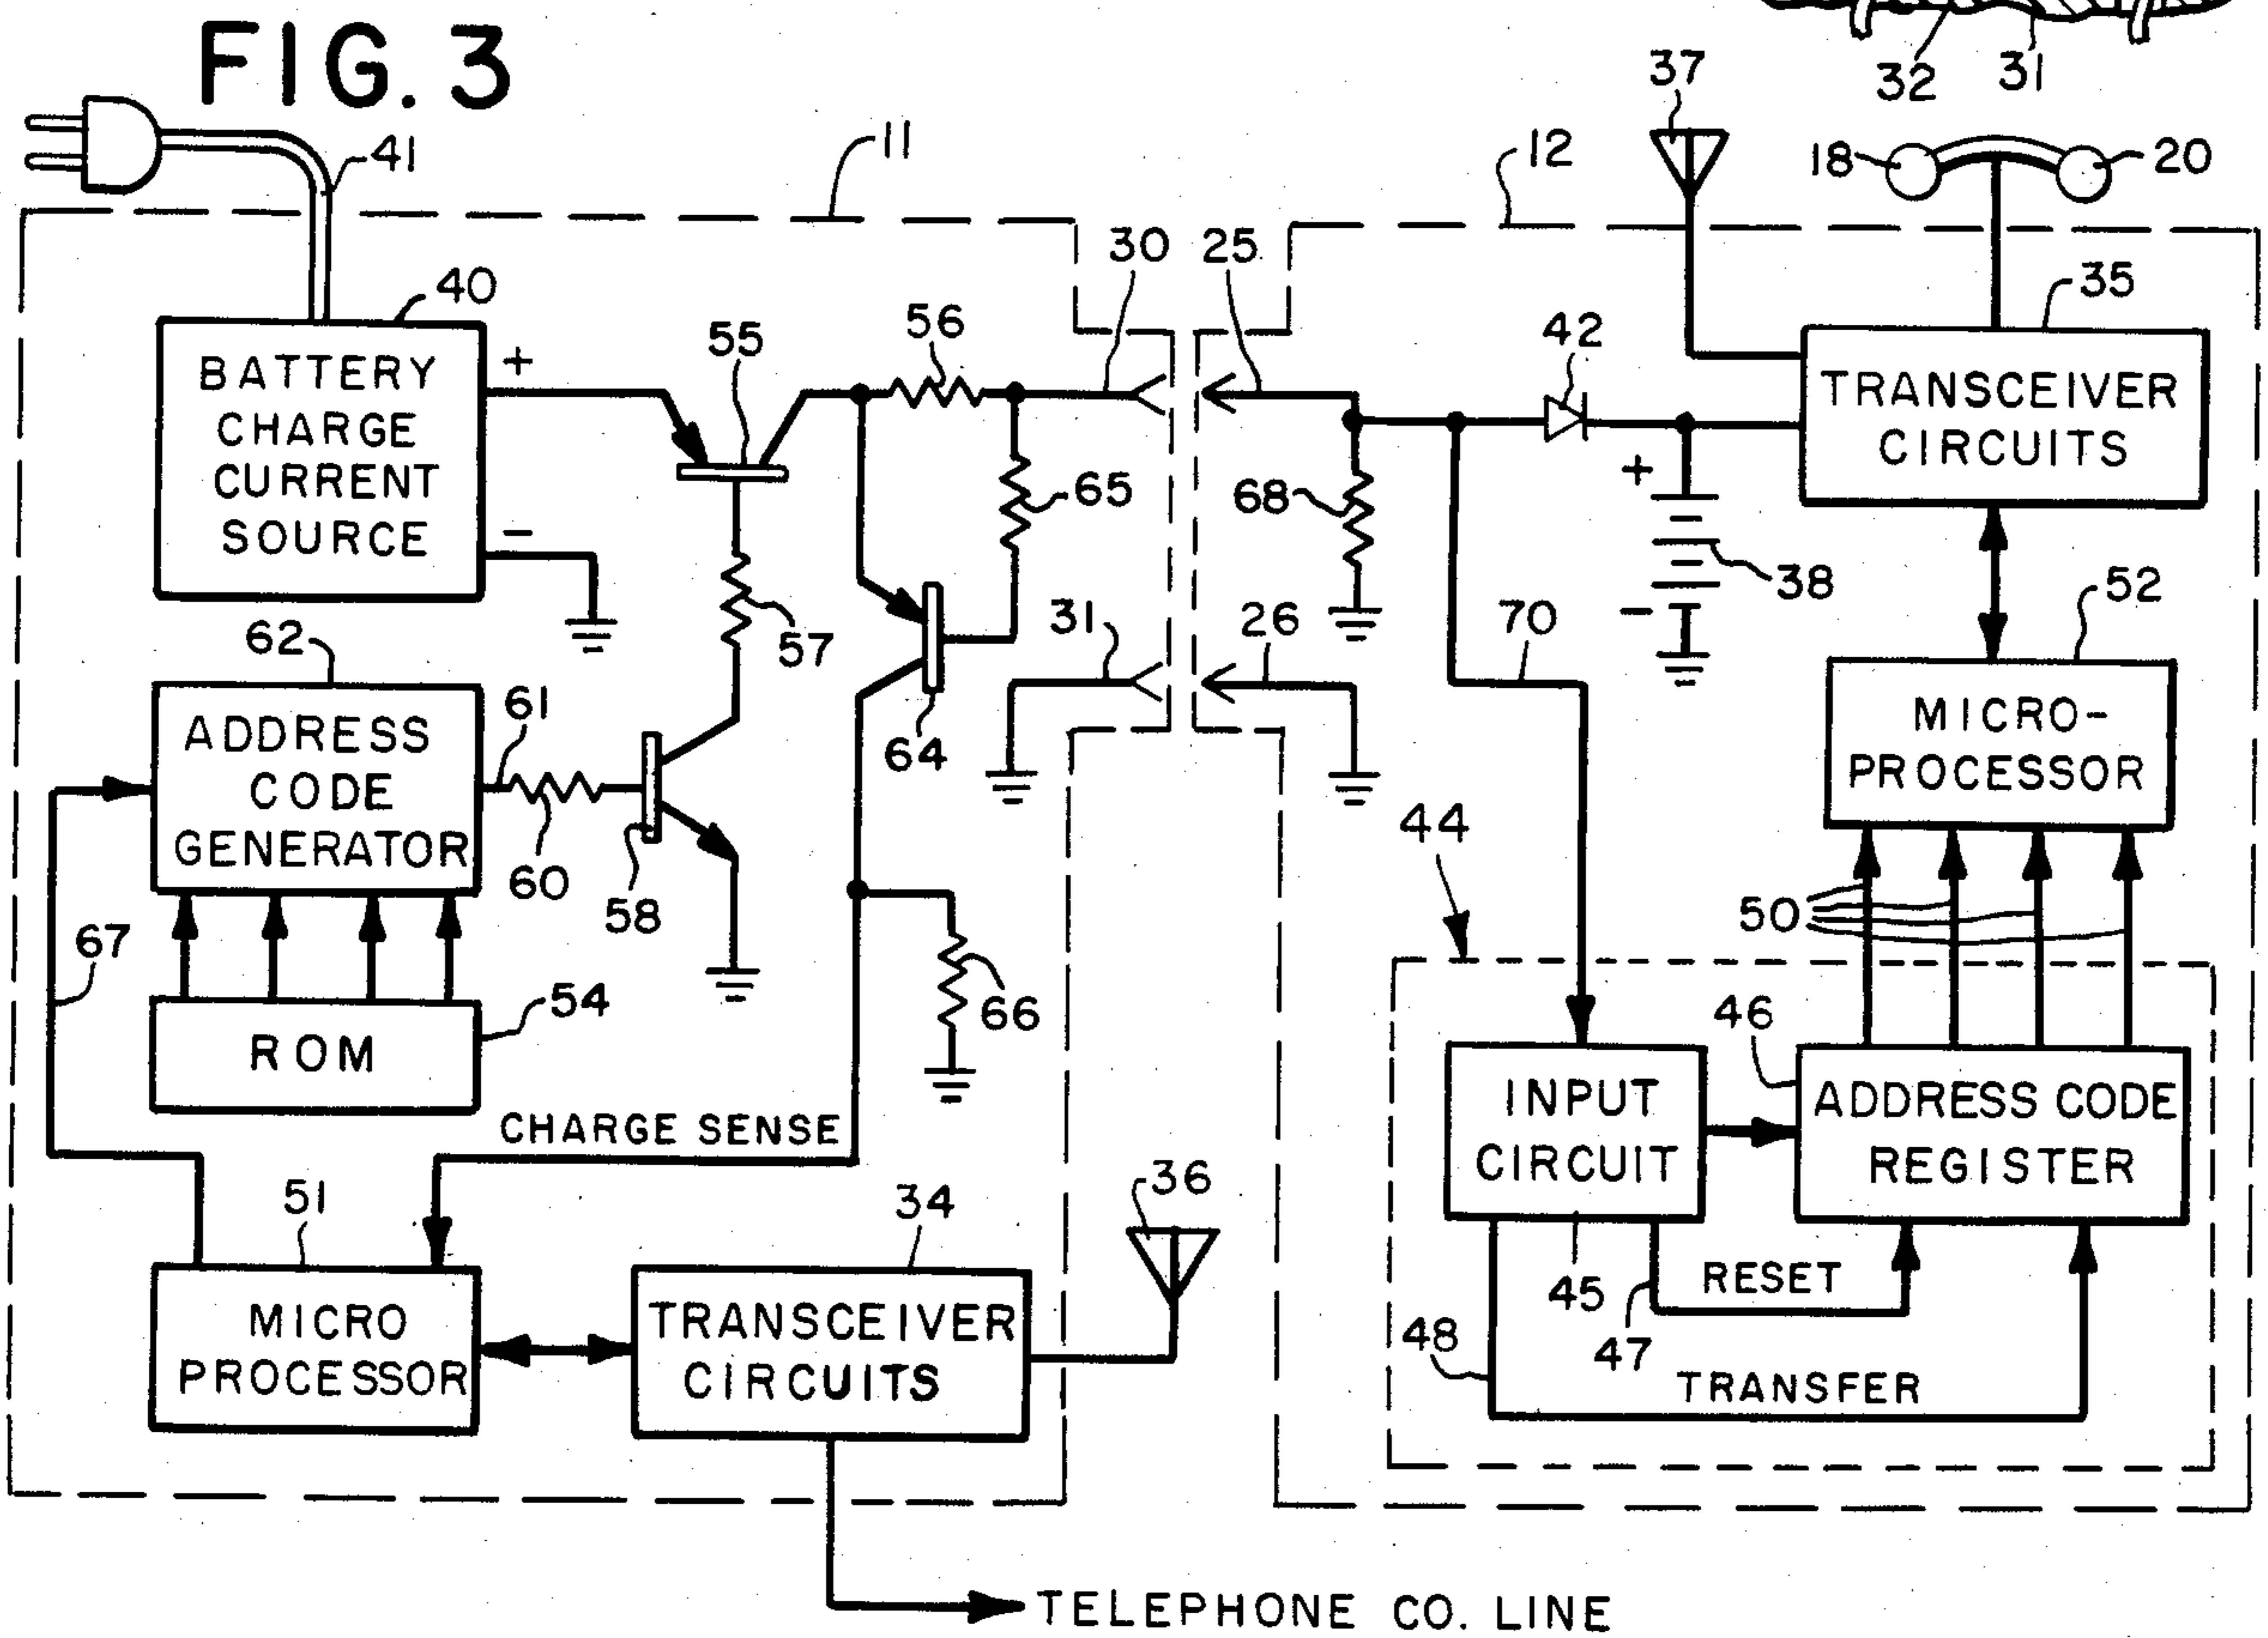 FIG. 3
32
31
37
41
11
12
18
20
40
30
25
35
56
42
55
BATTERY
CHARGE
CURRENT
SOURCE
+
-
TRANSCEIVER
CIRCUITS
65
68
+
-
38
57
31
26
70
52
62
64
61
ADDRESS
CODE
GENERATOR
60
58
MICRO-
PROCESSOR
44
50
67
54
66
46
ROM
INPUT
CIRCUIT
ADDRESS CODE
REGISTER
CHARGE SENSE
51
34
36
45
47
RESET
48
TRANSFER
MICRO
PROCESSOR
TRANSCEIVER
CIRCUITS
TELEPHONE CO. LINE